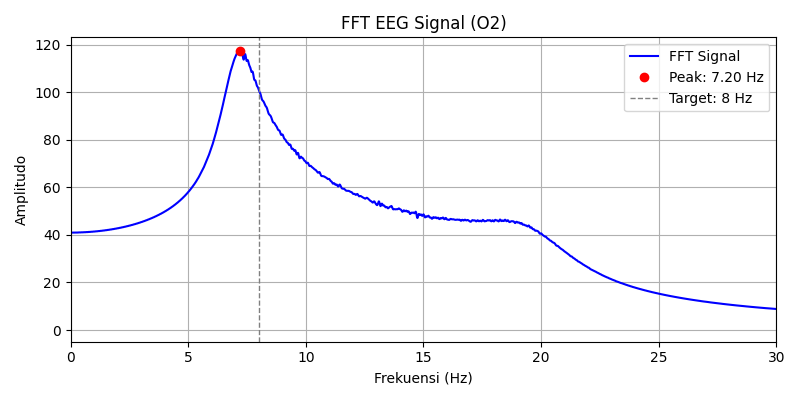 FFT EEG Signal (O2)
FFT Signal
Peak: 7.20 Hz
Target: 8 Hz
Amplitudo
120
100
80
60
40
20
0
0 5 10 15 20 25 30
Frekuensi (Hz)